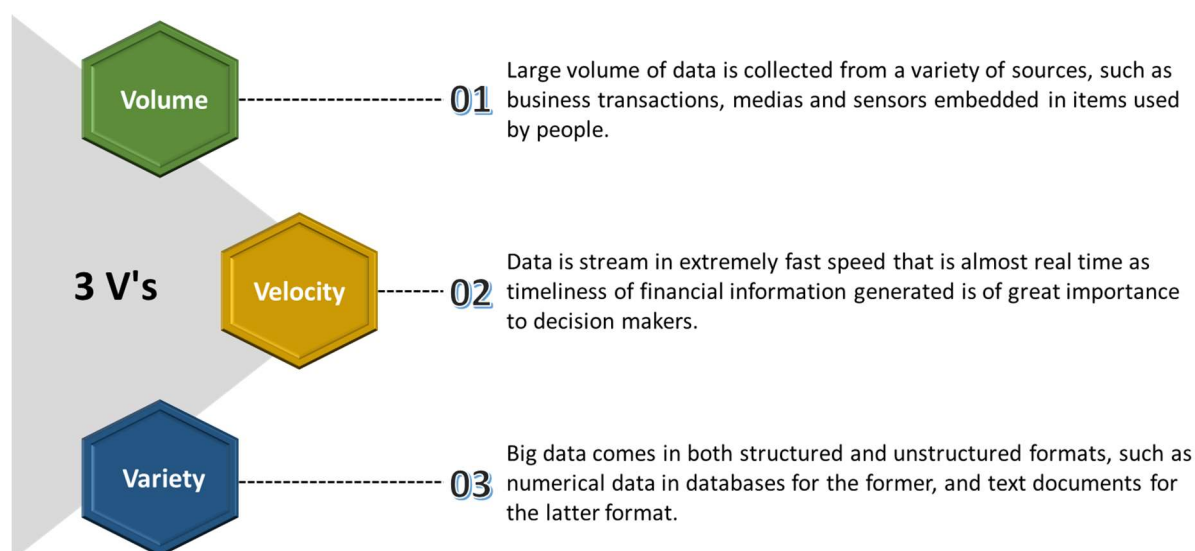 Volume
01
Large volume of data is collected from a variety of sources, such as
business transactions, medias and sensors embedded in items used
by people.
3 V's
Velocity
02
Data is stream in extremely fast speed that is almost real time as
timeliness of financial information generated is of great importance
to decision makers.
Variety
03
Big data comes in both structured and unstructured formats, such as
numerical data in databases for the former, and text documents for
the latter format.